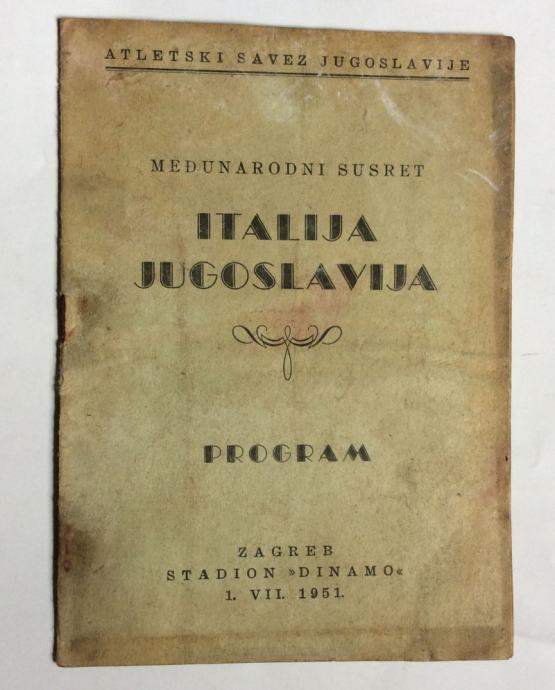 ATLETSKI SAVEZ JUGOSLAVIJE
MEĐUNARODNI SUSRET
ITALIJA
JUGOSLAVIJA
PROGRAM
ZAGREB
STADION »DINAMO«
1. VII. 1951.